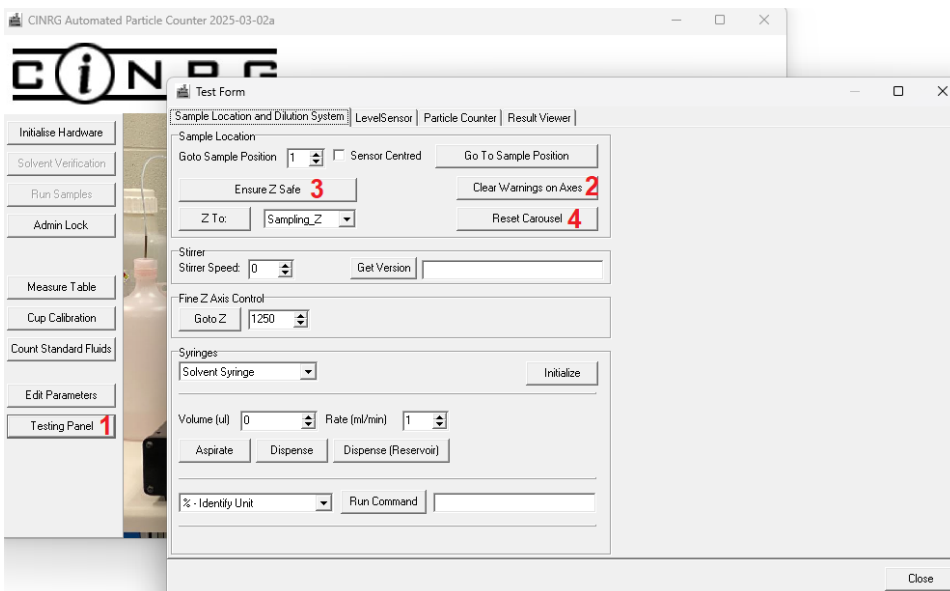 CINRG Automated Particle Counter 2025-03-02a
CiNRG
Initialise Hardware
Solvent Verification
Run Samples
Admin Lock
Measure Table
Cup Calibration
Count Standard Fluids
Edit Parameters
Testing Panel 1
Test Form
Sample Location and Dilution System LevelSensor Particle Counter Result Viewer
Sample Location
Goto Sample Position 1 Sensor Centred Go To Sample Position
Ensure Z Safe 3 Clear Warnings on Axes 2
Z To: Sampling_Z Reset Carousel 4
Stirrer
Stirrer Speed: 0 Get Version
Fine Z Axis Control
Goto Z 1250
Syringes
Solvent Syringe Initialize
Volume (ul) 0 Rate (ml/min) 1
Aspirate Dispense Dispense (Reservoir)
% - Identify Unit Run Command
Close